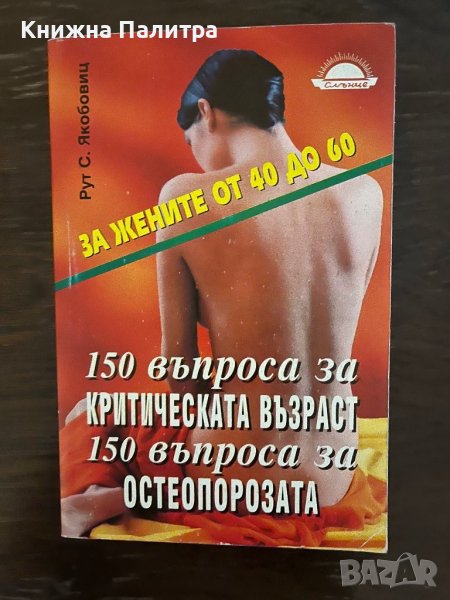 Книжна Палитра
Рут С. Якобовиц
Слънце
ЗА ЖЕНИТЕ ОТ 40 ДО 60
150 въпроса за
КРИТИЧЕСКАТА ВЪЗРАСТ
150 въпроса за
ОСТЕОПОРОЗАТА
BAZAR